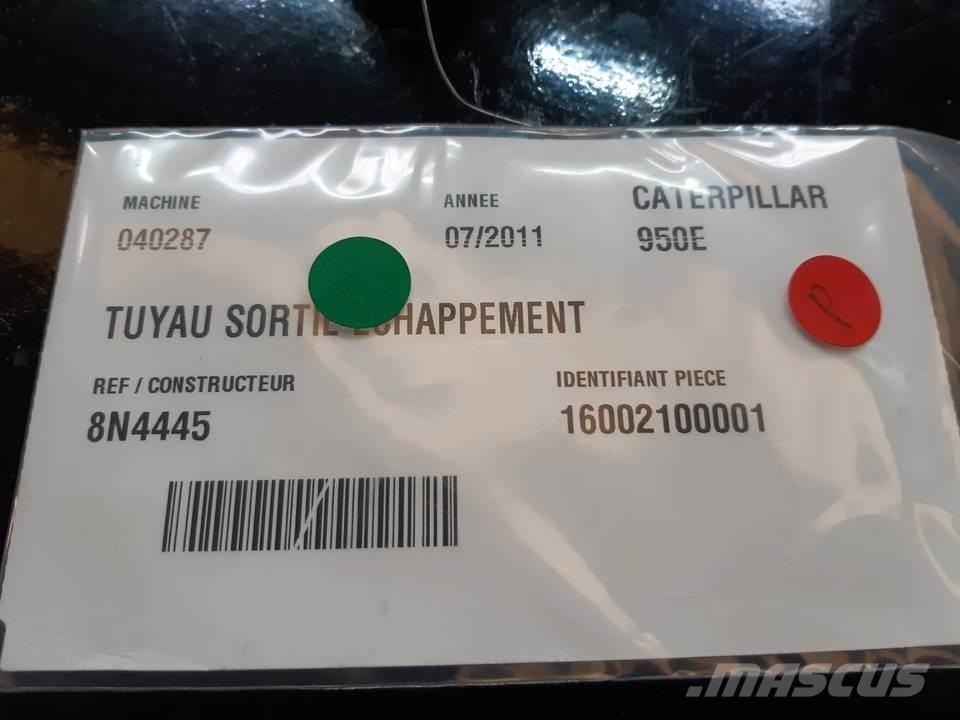 MACHINE ANNEE CATERPILLAR
040287 07/2011 950E
TUYAU SORTIE ECHAPPEMENT
REF / CONSTRUCTEUR IDENTIFIANT PIECE
8N4445 16002100001
MASCUS